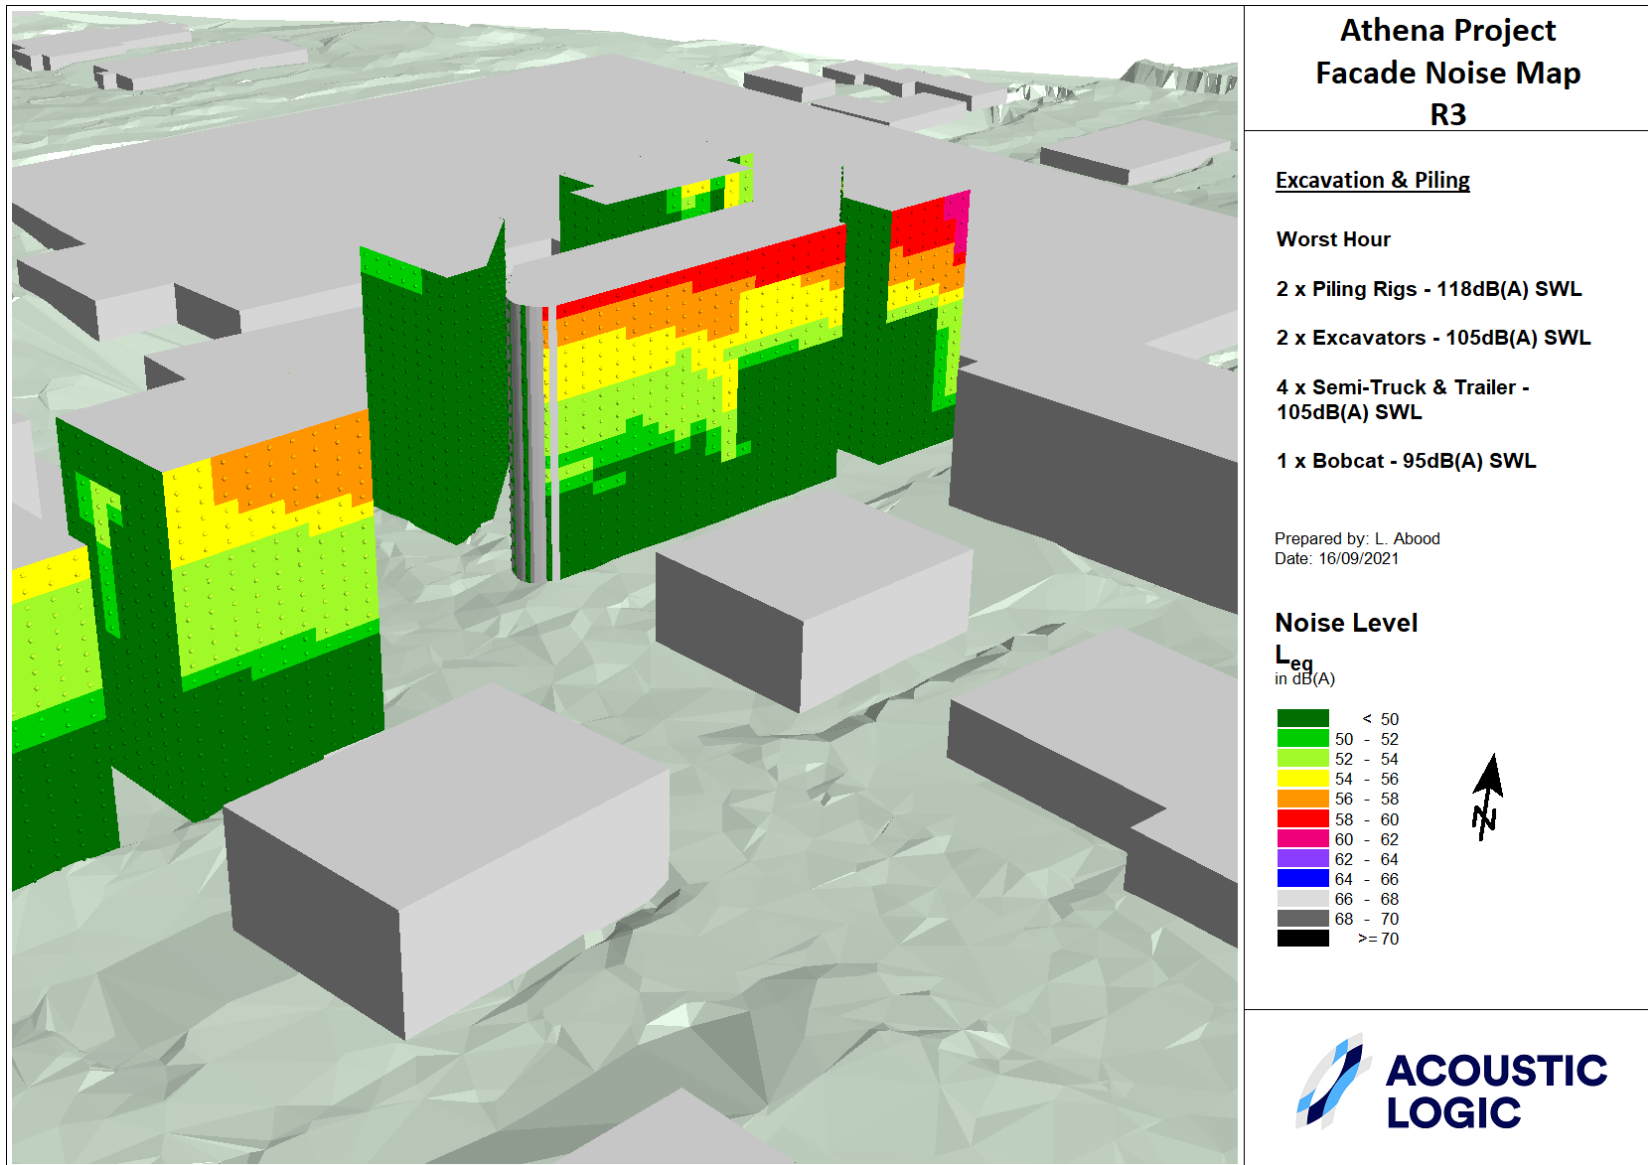 Athena Project
Facade Noise Map
R3
Excavation & Piling
Worst Hour
2 x Piling Rigs - 118dB(A) SWL
2 x Excavators - 105dB(A) SWL
4 x Semi-Truck & Trailer -
105dB(A) SWL
1 x Bobcat - 95dB(A) SWL
Prepared by: L. Abood
Date: 16/09/2021
Noise Level
Leq
in dB(A)
< 50
50 - 52
52 - 54
54 - 56
56 - 58
58 - 60
60 - 62
62 - 64
64 - 66
66 - 68
68 - 70
>= 70
N
ACOUSTIC
LOGIC